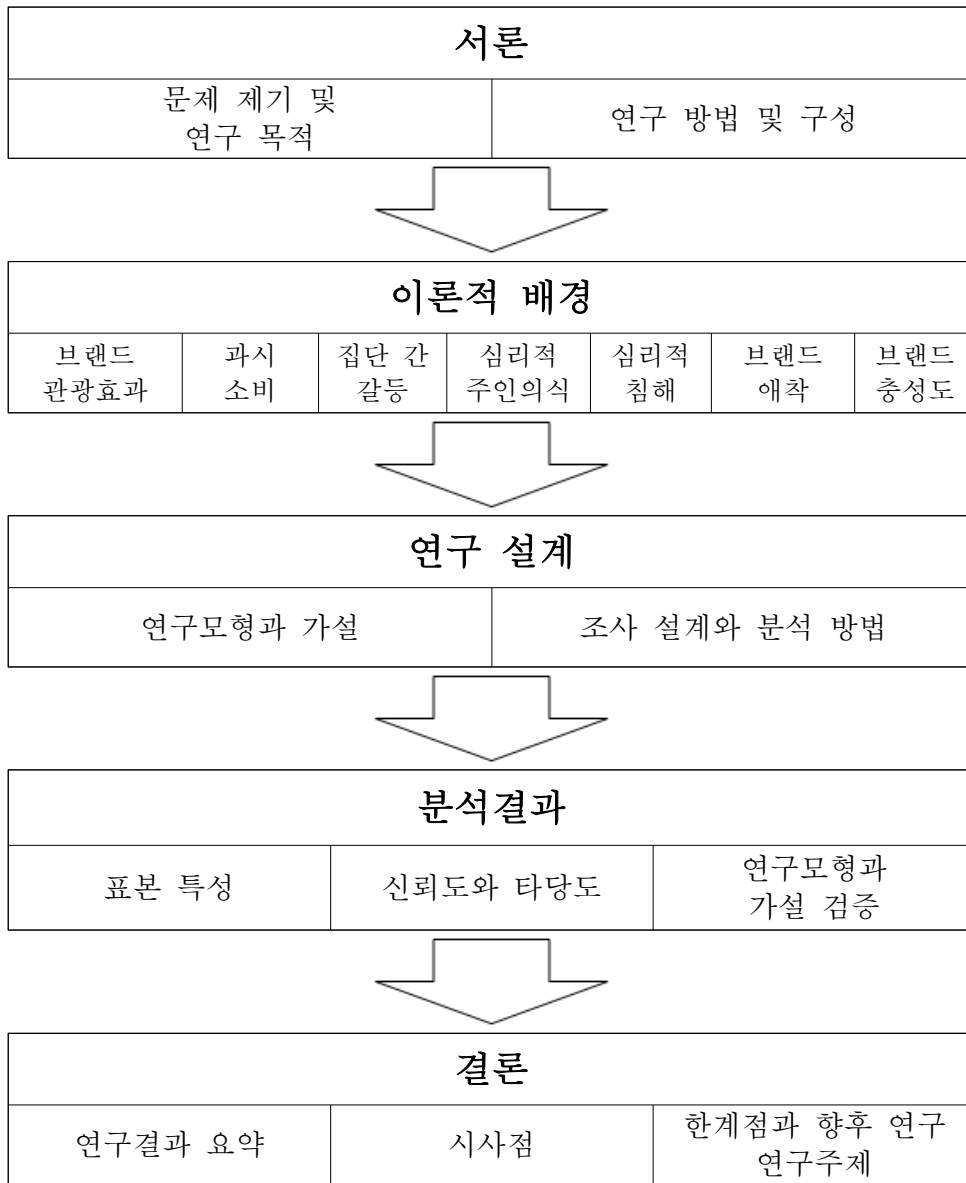 서론
문제 제기 및
연구 목적
연구 방법 및 구성
이론적 배경
브랜드
관광효과
과시
소비
집단 간
갈등
심리적
주인의식
심리적
침해
브랜드
애착
브랜드
충성도
연구 설계
연구모형과 가설
조사 설계와 분석 방법
분석결과
표본 특성
신뢰도와 타당도
연구모형과
가설 검증
결론
연구결과 요약
시사점
한계점과 향후 연구
연구주제